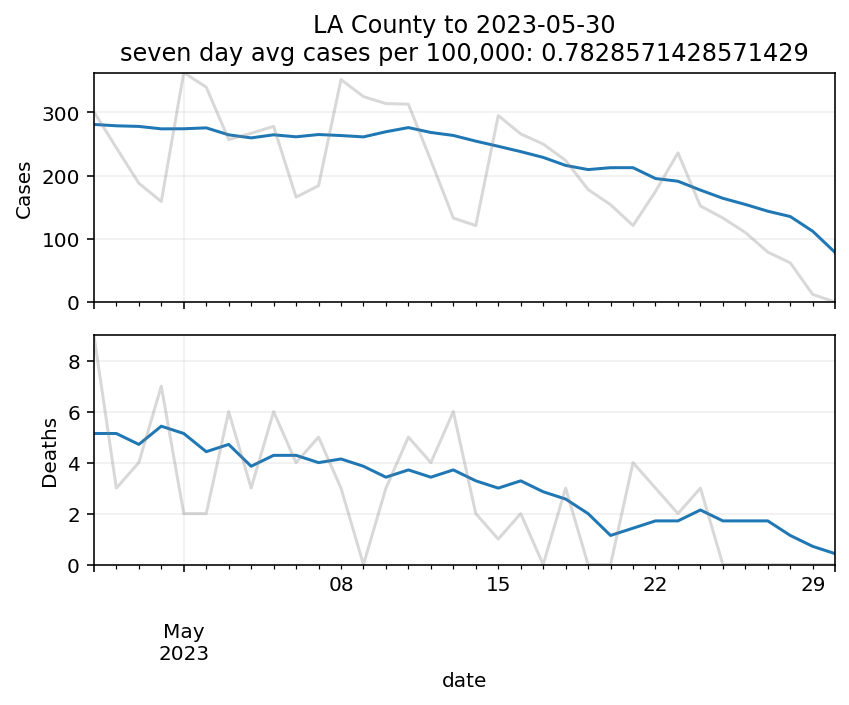 LA County to 2023-05-30
seven day avg cases per 100,000: 0.7828571428571429
300
200
100
0
Cases
8
6
4
2
0
Deaths
08
15
22
29
May
2023
date